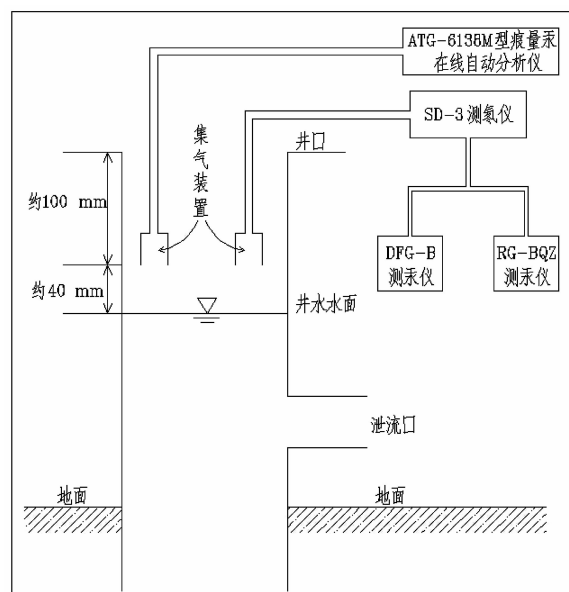 ATG-6138M型痕量汞
在线自动分析仪
SD-3 测氡仪
集气装置
井口
约100 mm
DFG-B
测汞仪
RG-BQZ
测汞仪
约40 mm
井水水面
泄流口
地面
地面